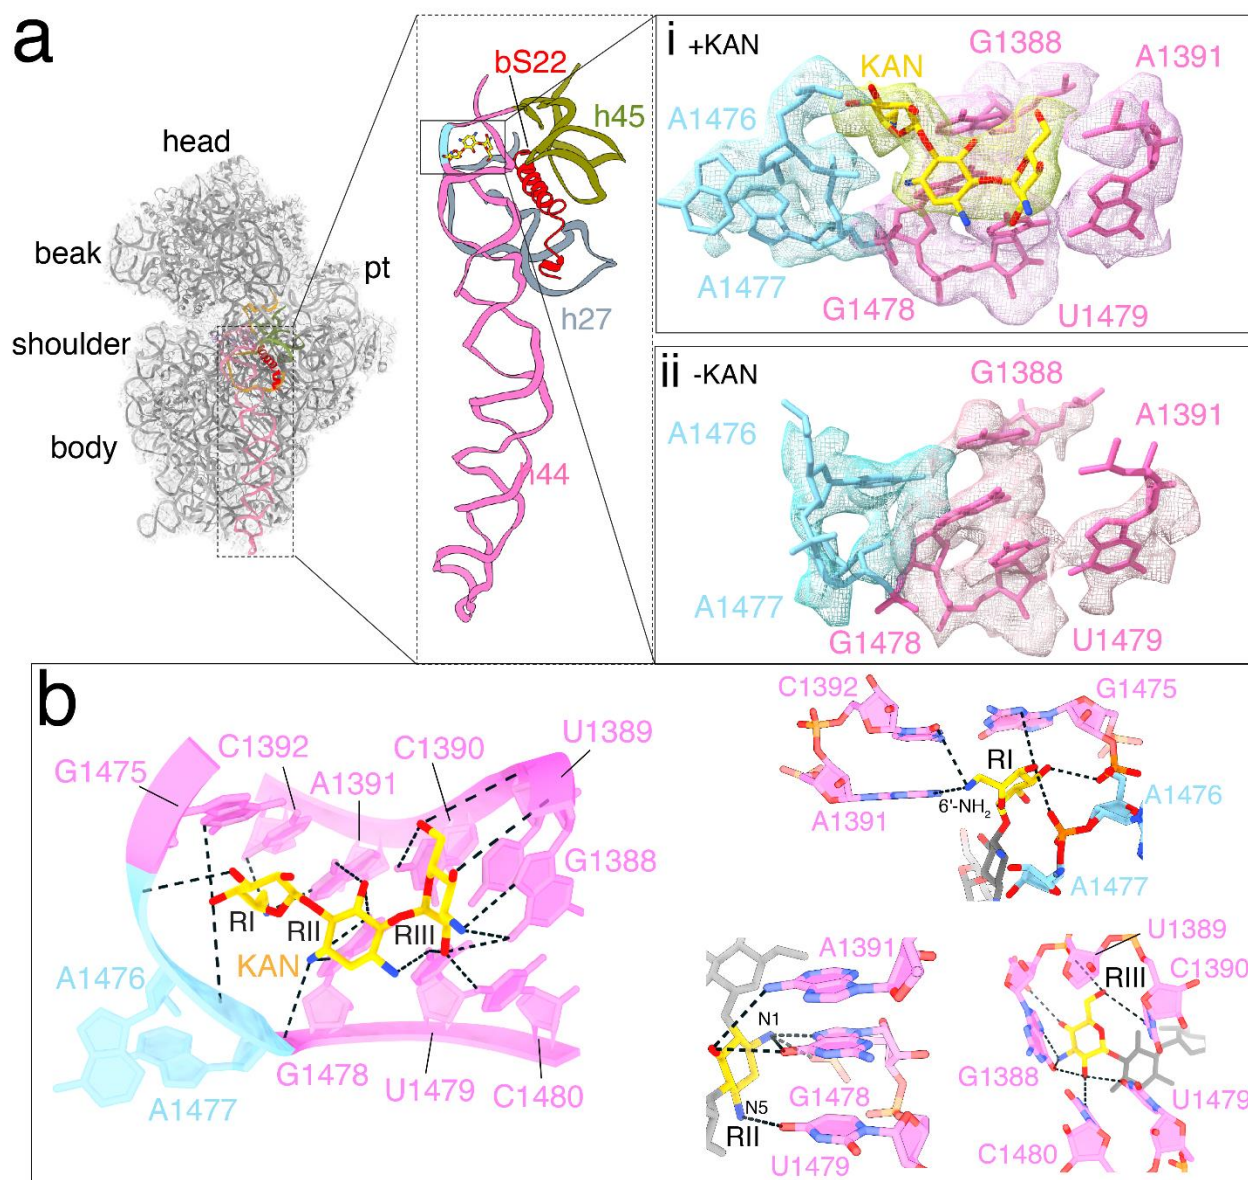 a
head
beak
pt
shoulder
body
bS22
h45
h27
h44
i +KAN
KAN
G1388
A1391
A1476
A1477
G1478
U1479
ii -KAN
G1388
A1391
A1476
A1477
G1478
U1479
b
G1475
C1392
A1391
C1390
U1389
G1388
RI
RII
RIII
KAN
A1476
A1477
G1478
U1479
C1480
C1392
G1475
RI
6'-NH2
A1391
A1476
A1477
A1391
N1
G1478
N5
RII
U1479
U1389
RIII
C1390
G1388
U1479
C1480